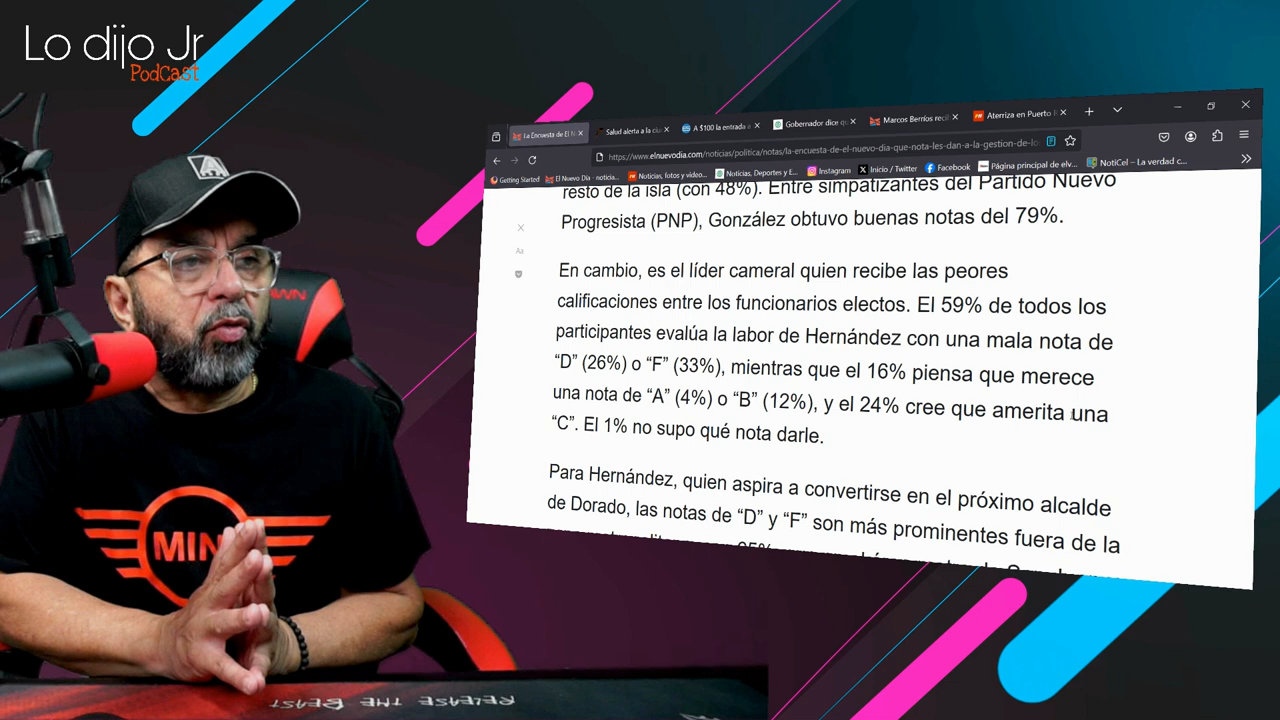 Lo dijo Jr
PodCast
La Encuesta de El N
Salud alerta a la ciu
A $100 la entrada a
Gobernador dice qu
Marcos Berríos reci
Aterriza en Puerto R
https://www.elnuevodia.com/noticias/politica/notas/la-encuesta-de-el-nuevo-dia-que-nota-les-dan-a-la-gestion-de-lo
Getting Started
El Nuevo Día - noticia...
Noticias, fotos y vídeo...
Noticias, Deportes y E...
Instagram
Inicio / Twitter
Facebook
Página principal de elv...
NotiCel – La verdad c...
resto de la isla (con 48%). Entre simpatizantes del Partido Nuevo
Progresista (PNP), González obtuvo buenas notas del 79%.
Aa
En cambio, es el líder cameral quien recibe las peores
calificaciones entre los funcionarios electos. El 59% de todos los
participantes evalúa la labor de Hernández con una mala nota de
“D” (26%) o “F” (33%), mientras que el 16% piensa que merece
una nota de “A” (4%) o “B” (12%), y el 24% cree que amerita una
“C”. El 1% no supo qué nota darle.
Para Hernández, quien aspira a convertirse en el próximo alcalde
de Dorado, las notas de “D” y “F” son más prominentes fuera de la
MINI
RELEASE THE BEAST